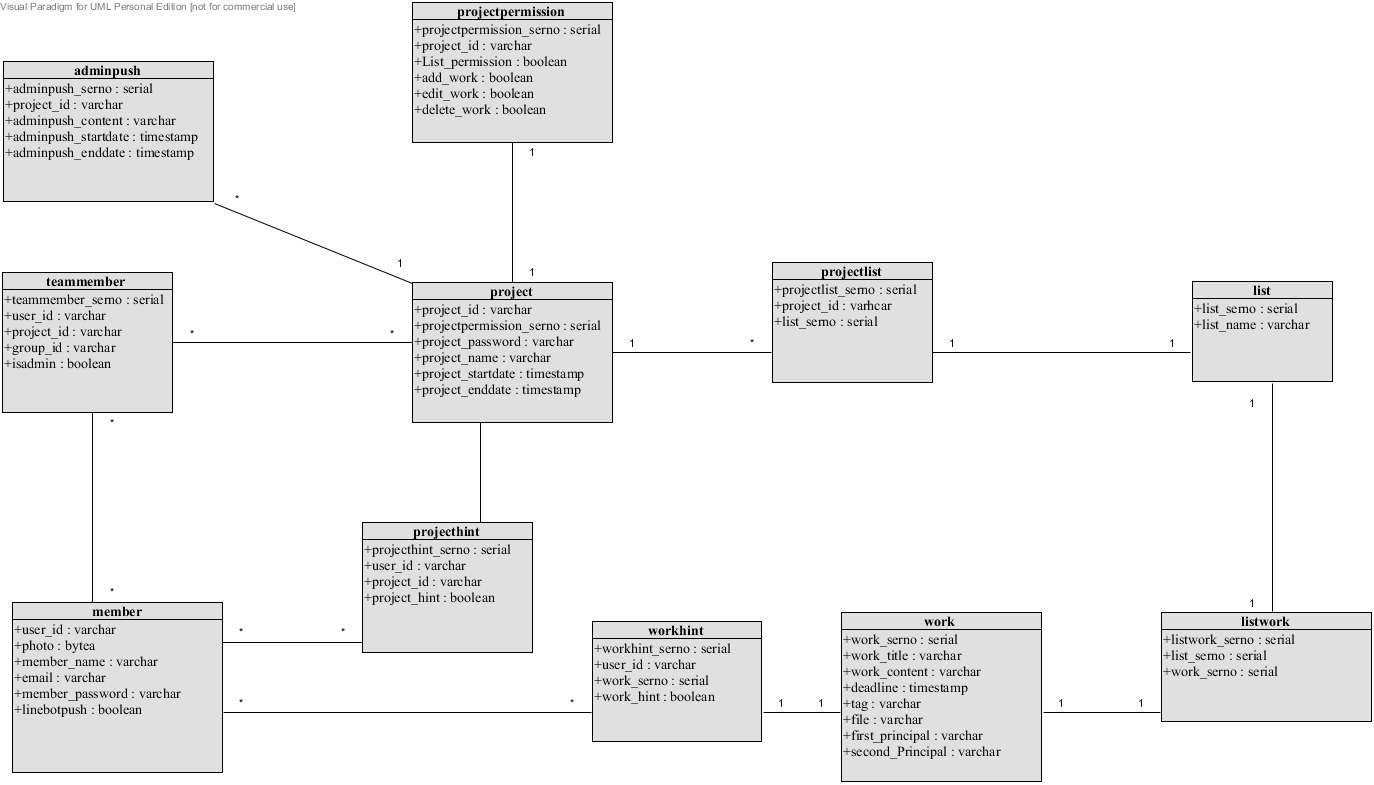 Visual Paradigm for UML Personal Edition [not for commercial use]
projectpermission
+projectpermission_serno : serial
+project_id : varchar
+List_permission : boolean
+add_work : boolean
+edit_work : boolean
+delete_work : boolean
adminpush
+adminpush_serno : serial
+project_id : varchar
+adminpush_content : varchar
+adminpush_startdate : timestamp
+adminpush_enddate : timestamp
1
*
1
1
teammember
+teammember_serno : serial
+user_id : varchar
+project_id : varchar
+group_id : varchar
+isadmin : boolean
*
*
project
+project_id : varchar
+projectpermission_serno : serial
+project_password : varchar
+project_name : varchar
+project_startdate : timestamp
+project_enddate : timestamp
1
*
projectlist
+projectlist_serno : serial
+project_id : varhcar
+list_serno : serial
1
1
list
+list_serno : serial
+list_name : varchar
1
*
*
projecthint
+projecthint_serno : serial
+user_id : varchar
+project_id : varchar
+project_hint : boolean
1
member
+user_id : varchar
+photo : bytea
+member_name : varchar
+email : varchar
+member_password : varchar
+linebotpush : boolean
*
*
*
*
workhint
+workhint_serno : serial
+user_id : varchar
+work_serno : serial
+work_hint : boolean
1
1
work
+work_serno : serial
+work_title : varchar
+work_content : varchar
+deadline : timestamp
+tag : varchar
+file : varchar
+first_principal : varchar
+second_Principal : varchar
1
1
listwork
+listwork_serno : serial
+list_serno : serial
+work_serno : serial